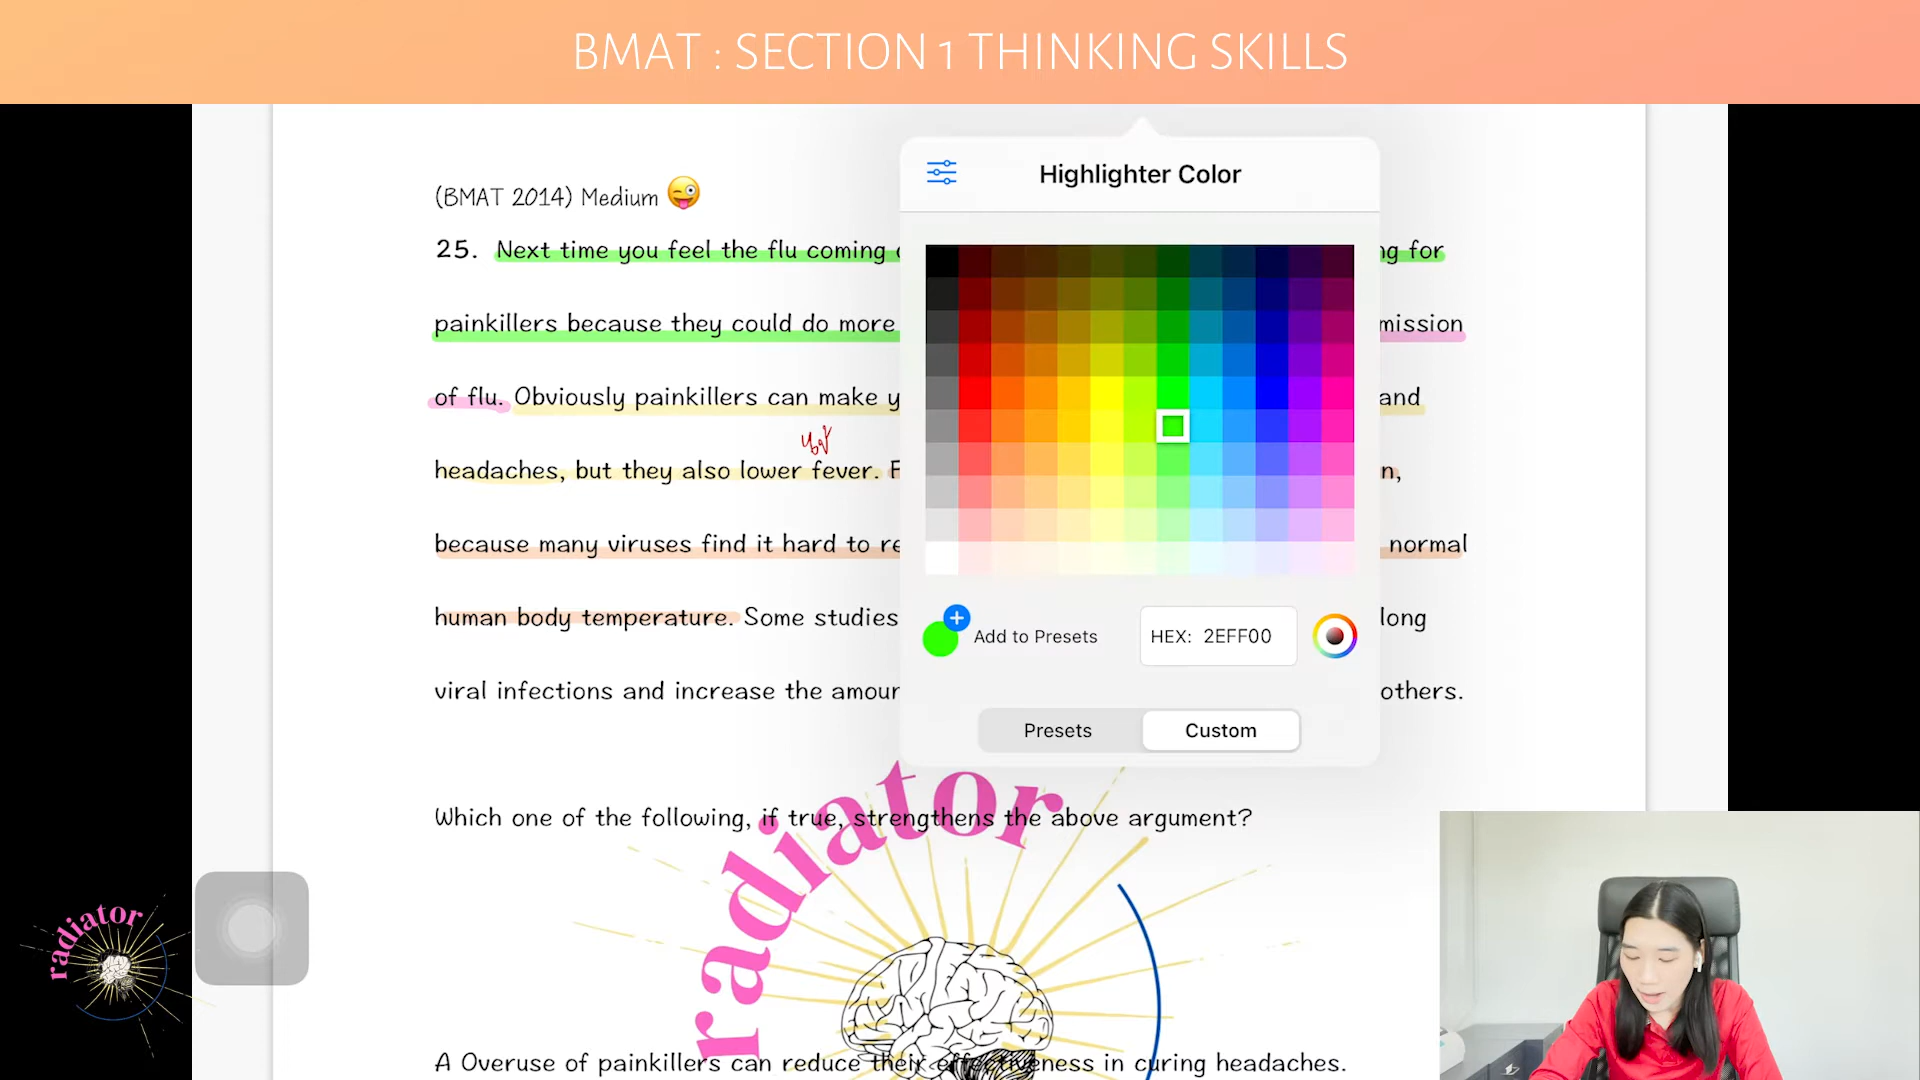 BMAT : SECTION 1 THINKING SKILLS
(BMAT 2014) Medium 😜
Highlighter Color
25. Next time you feel the flu coming for
painkillers because they could do more mission
of flu. Obviously painkillers can make and
headaches, but they also lower fever.
because many viruses find it hard to normal
human body temperature. Some studies long
viral infections and increase the others.
Add to Presets
HEX: 2EFF00
Presets
Custom
radiator
Which one of the following, if true, strengthens the above argument?
radiator
A Overuse of painkillers can reduce their effectiveness in curing headaches.